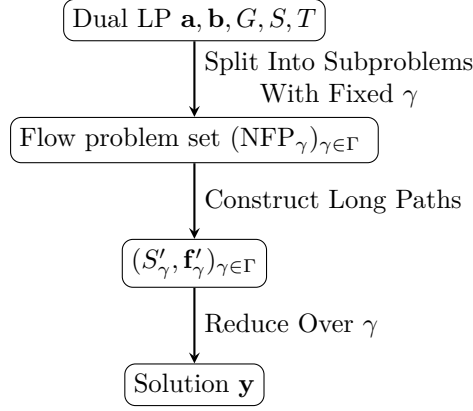 Dual LP a, b, G, S, T
Split Into Subproblems
With Fixed γ
Flow problem set (NFP_γ)_{γ∈Γ}
Construct Long Paths
(S′_γ, f′_γ)_{γ∈Γ}
Reduce Over γ
Solution y